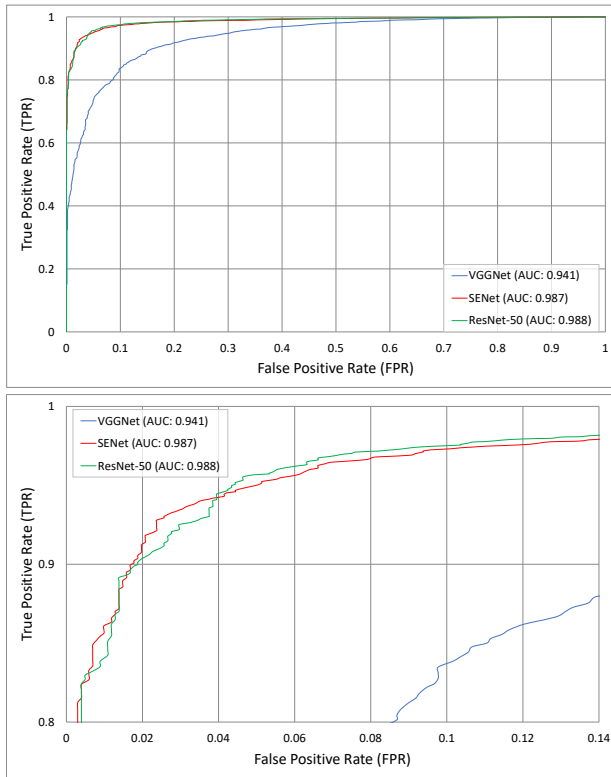 1
0.8
0.6
0.4
0.2
0
True Positive Rate (TPR)
VGGNet (AUC: 0.941)
SENet (AUC: 0.987)
ResNet-50 (AUC: 0.988)
0 0.1 0.2 0.3 0.4 0.5 0.6 0.7 0.8 0.9 1
False Positive Rate (FPR)
1
0.9
0.8
True Positive Rate (TPR)
VGGNet (AUC: 0.941)
SENet (AUC: 0.987)
ResNet-50 (AUC: 0.988)
0 0.02 0.04 0.06 0.08 0.1 0.12 0.14
False Positive Rate (FPR)